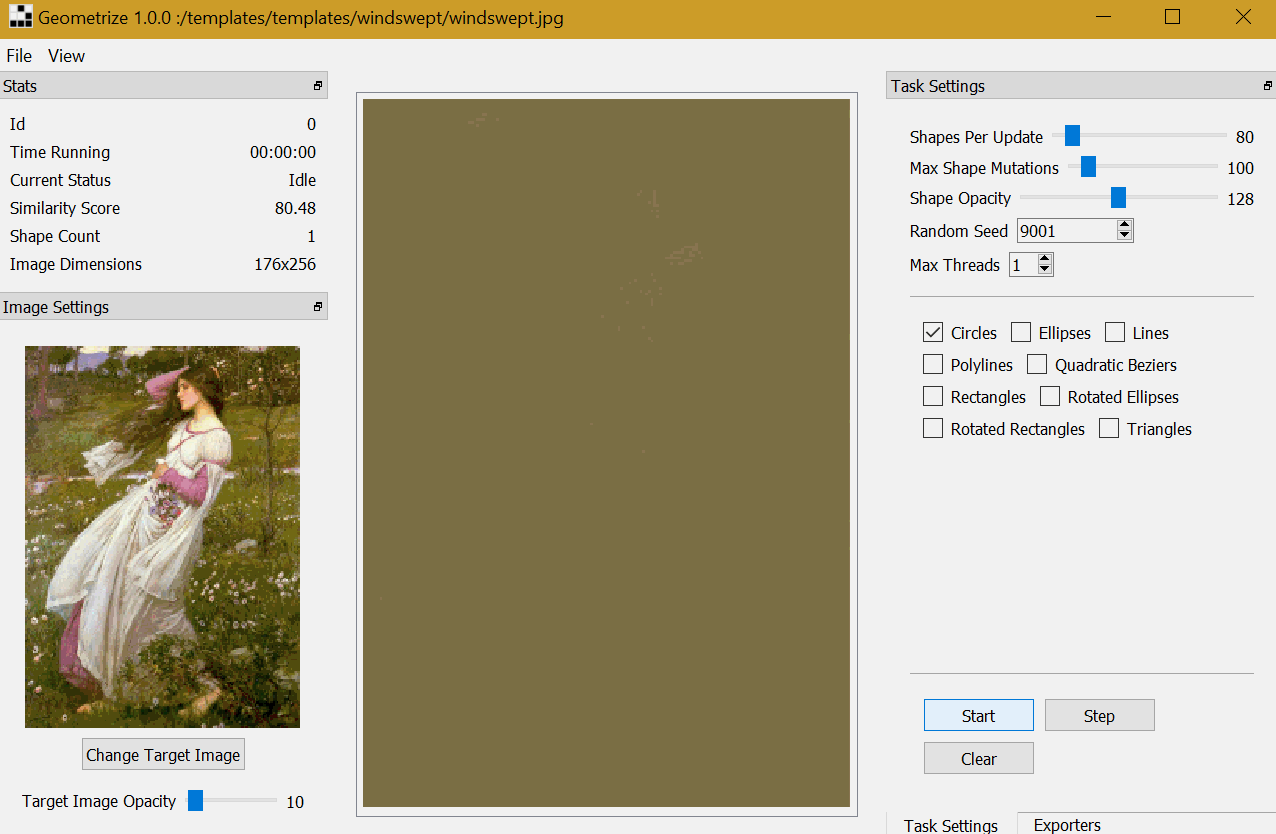 Geometrize 1.0.0 :/templates/templates/windswept/windswept.jpg
File View
Stats
Id 0
Time Running 00:00:00
Current Status Idle
Similarity Score 80.48
Shape Count 1
Image Dimensions 176x256
Image Settings
Change Target Image
Target Image Opacity 10
Task Settings
Shapes Per Update 80
Max Shape Mutations 100
Shape Opacity 128
Random Seed 9001
Max Threads 1
Circles Ellipses Lines
Polylines Quadratic Beziers
Rectangles Rotated Ellipses
Rotated Rectangles Triangles
Start Step
Clear
Task Settings Exporters